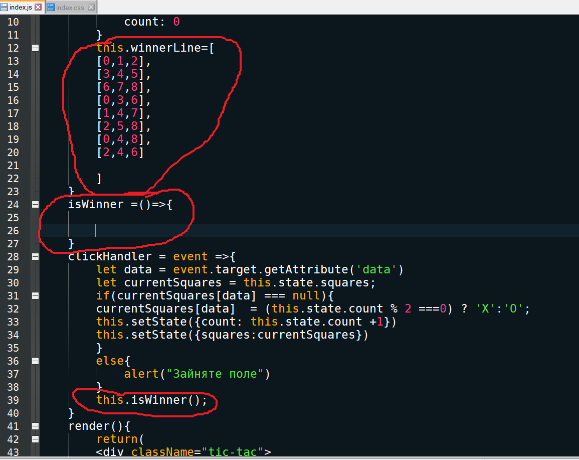 index.js index.css
10 count: 0
11 }
12 this.winnerLine=[
13 [0,1,2],
14 [3,4,5],
15 [6,7,8],
16 [0,3,6],
17 [1,4,7],
18 [2,5,8],
19 [0,4,8],
20 [2,4,6]
21
22 ]
23 }
24 isWinner =()=>{
25
26
27 }
28 clickHandler = event =>{
29 let data = event.target.getAttribute('data')
30 let currentSquares = this.state.squares;
31 if(currentSquares[data] === null){
32 currentSquares[data]  = (this.state.count % 2 ===0) ? 'X':'O';
33 this.setState({count: this.state.count +1})
34 this.setState({squares:currentSquares})
35 }
36 else{
37 alert("Зайняте поле")
38 }
39 this.isWinner();
40 }
41 render(){
42 return(
43 <div className="tic-tac">